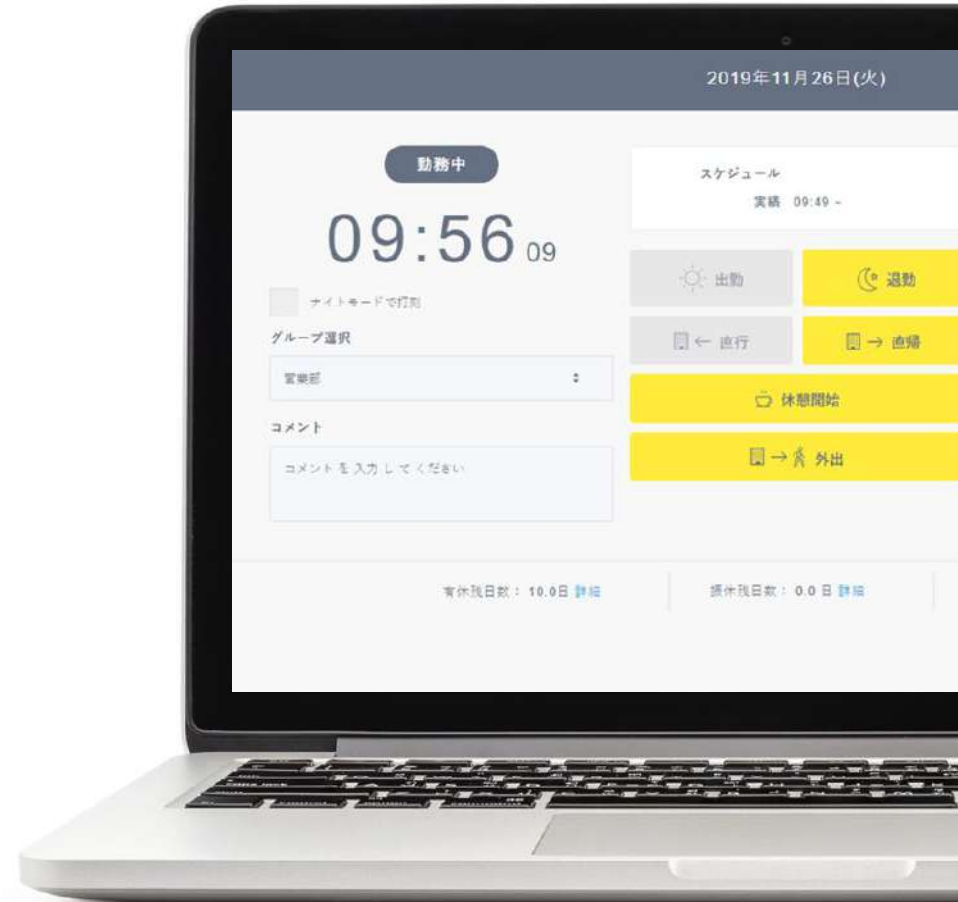 2019年11月26日(火)
勤務中
09:56 09
ナイトモードで打刻
グループ選択
営業部
コメント
コメントを入力してください
スケジュール
実績 09:49 ~
出勤
退勤
直行
直帰
休憩開始
外出
有休残日数: 10.0日 詳細
振休残日数: 0.0 日 詳細